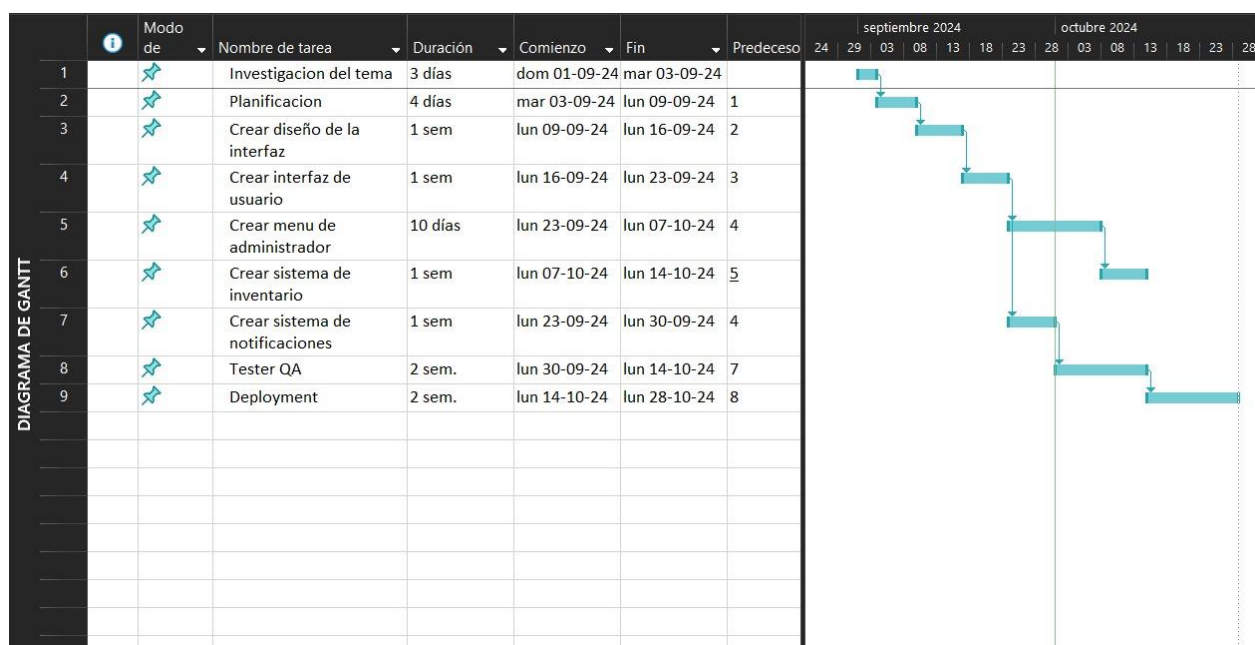 septiembre 2024 octubre 2024
Modo de Nombre de tarea Duración Comienzo Fin Predeceso 24 29 03 08 13 18 23 28 03 08 13 18 23 28
1 Investigacion del tema 3 días dom 01-09-24 mar 03-09-24
2 Planificacion 4 días mar 03-09-24 lun 09-09-24 1
3 Crear diseño de la interfaz 1 sem lun 09-09-24 lun 16-09-24 2
4 Crear interfaz de usuario 1 sem lun 16-09-24 lun 23-09-24 3
5 Crear menu de administrador 10 días lun 23-09-24 lun 07-10-24 4
6 Crear sistema de inventario 1 sem lun 07-10-24 lun 14-10-24 5
7 Crear sistema de notificaciones 1 sem lun 23-09-24 lun 30-09-24 4
8 Tester QA 2 sem. lun 30-09-24 lun 14-10-24 7
9 Deployment 2 sem. lun 14-10-24 lun 28-10-24 8
DIAGRAMA DE GANTT